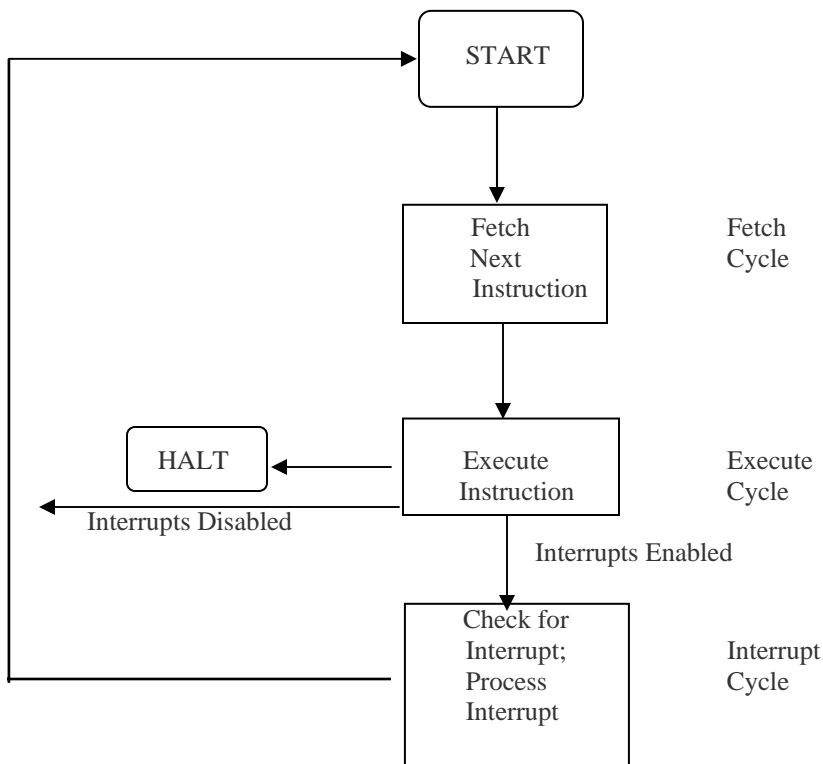 START
Fetch
Next
Instruction
Fetch
Cycle
HALT
Execute
Instruction
Execute
Cycle
Interrupts Disabled
Interrupts Enabled
Check for
Interrupt;
Process
Interrupt
Interrupt
Cycle